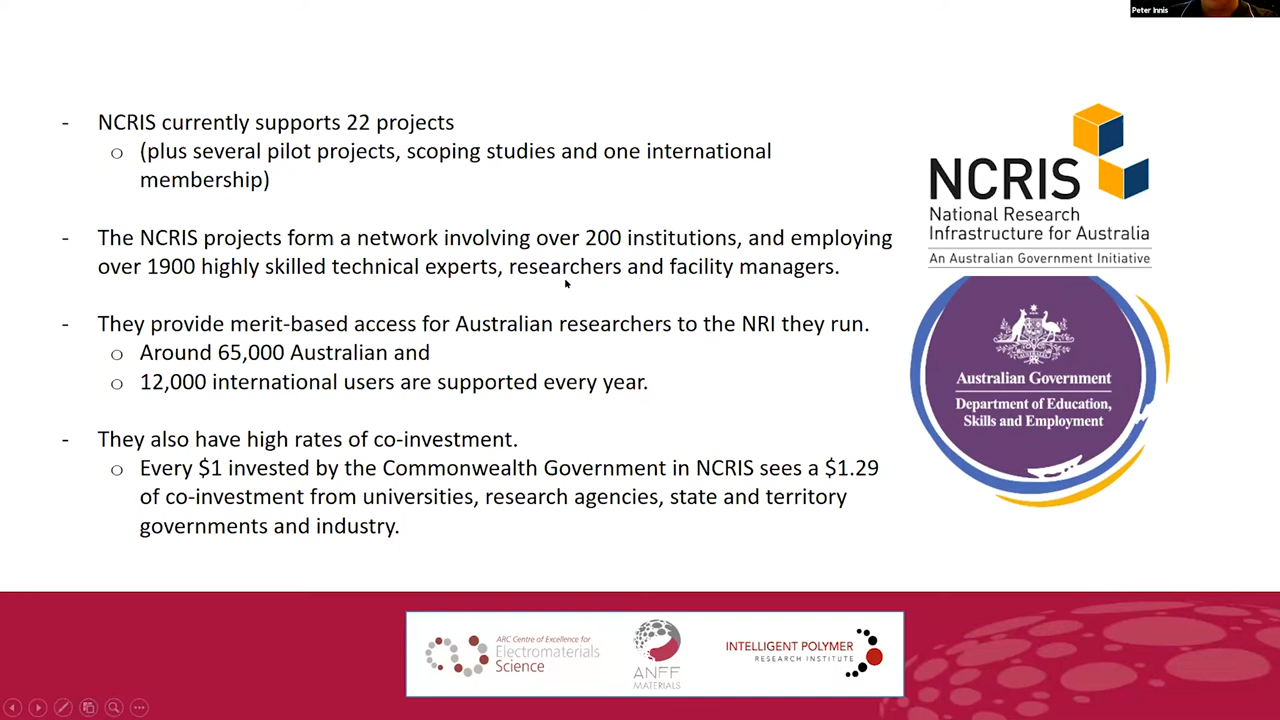 Peter Innis
- NCRIS currently supports 22 projects
○ (plus several pilot projects, scoping studies and one international
membership)
- The NCRIS projects form a network involving over 200 institutions, and employing
over 1900 highly skilled technical experts, researchers and facility managers.
- They provide merit-based access for Australian researchers to the NRI they run.
○ Around 65,000 Australian and
○ 12,000 international users are supported every year.
- They also have high rates of co-investment.
○ Every $1 invested by the Commonwealth Government in NCRIS sees a $1.29
of co-investment from universities, research agencies, state and territory
governments and industry.
NCRIS
National Research
Infrastructure for Australia
An Australian Government Initiative
Australian Government
Department of Education,
Skills and Employment
ARC Centre of Excellence for
Electromaterials
Science
ANFF
MATERIALS
INTELLIGENT POLYMER
RESEARCH INSTITUTE